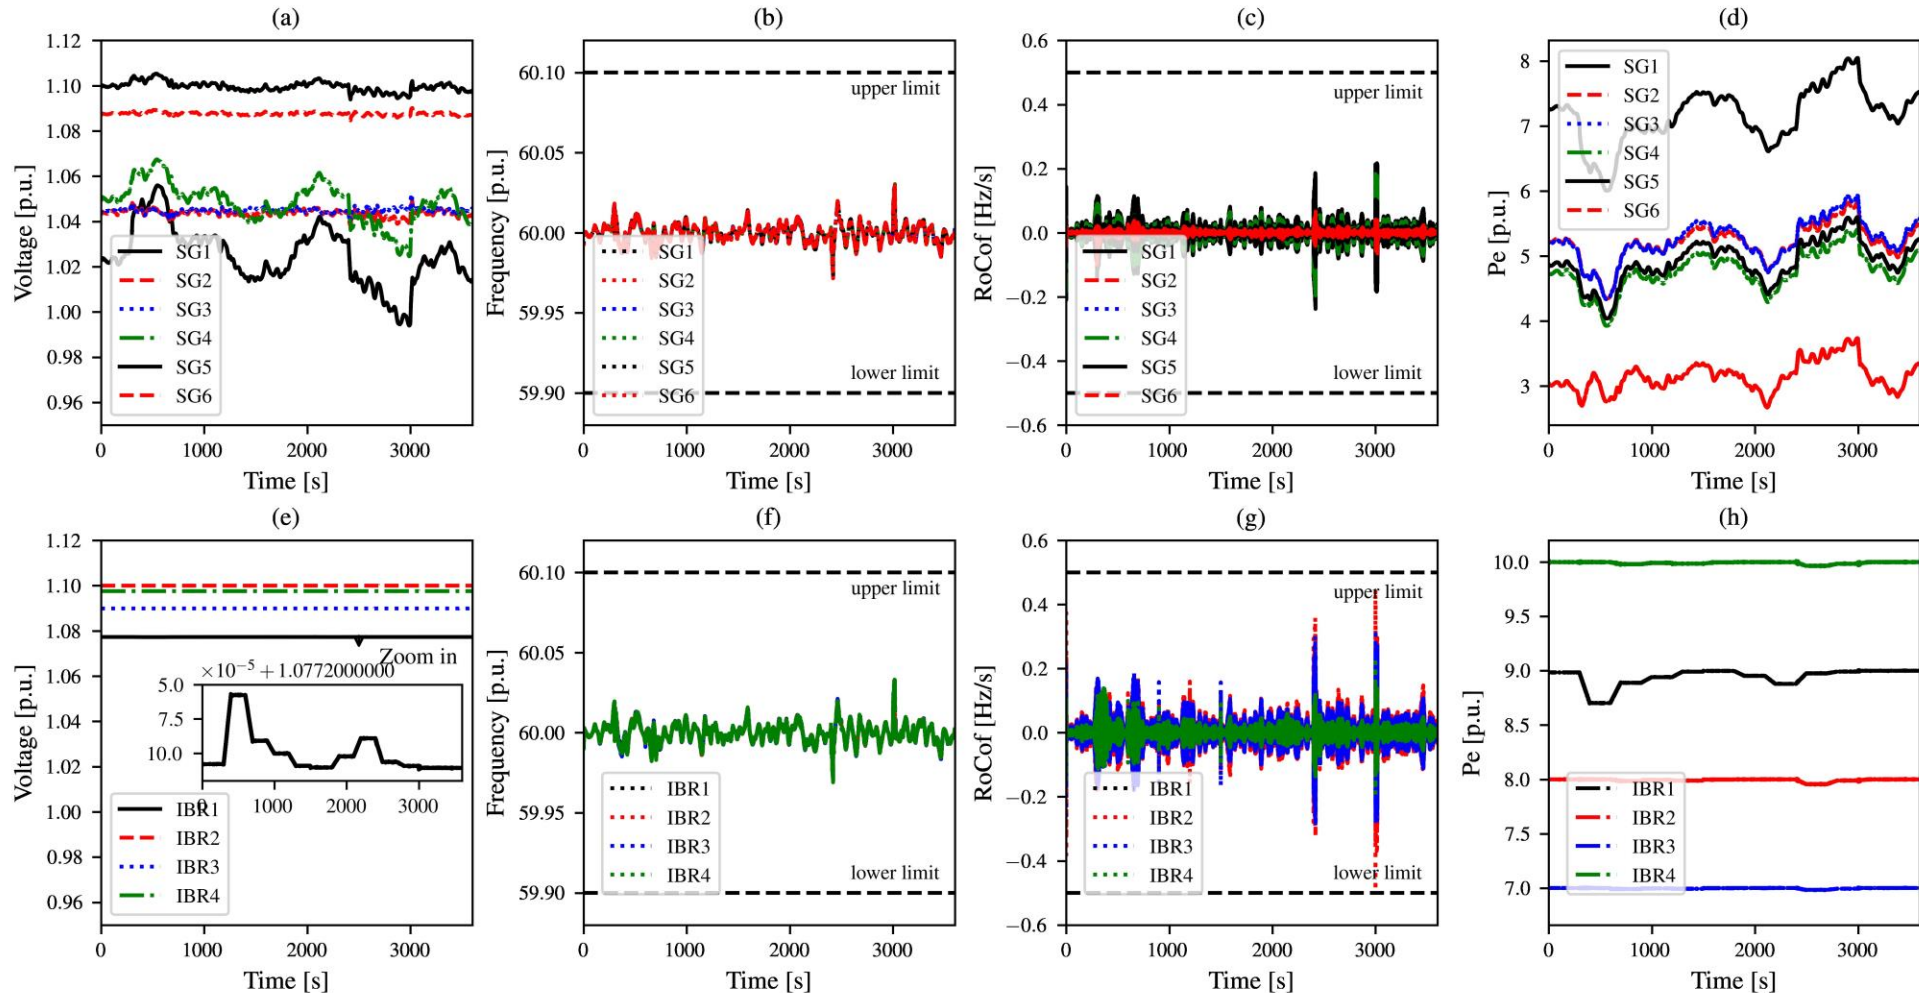 (a)
1.12
1.10
1.08
1.06
1.04
1.02
1.00
0.98
0.96
Voltage [p.u.]
SG1
SG2
SG3
SG4
SG5
SG6
0 1000 2000 3000
Time [s]
(b)
60.10
60.05
60.00
59.95
59.90
Frequency [p.u.]
upper limit
lower limit
SG1
SG2
SG3
SG4
SG5
SG6
0 1000 2000 3000
Time [s]
(c)
0.6
0.4
0.2
0.0
−0.2
−0.4
−0.6
RoCof [Hz/s]
upper limit
lower limit
SG1
SG2
SG3
SG4
SG5
SG6
0 1000 2000 3000
Time [s]
(d)
8
7
6
5
4
3
Pe [p.u.]
SG1
SG2
SG3
SG4
SG5
SG6
0 1000 2000 3000
Time [s]
(e)
1.12
1.10
1.08
1.06
1.04
1.02
1.00
0.98
0.96
Voltage [p.u.]
Zoom in
×10⁻⁵ + 1.0772000000
5.0
7.5
10.0
0 1000 2000 3000
IBR1
IBR2
IBR3
IBR4
0 1000 2000 3000
Time [s]
(f)
60.10
60.05
60.00
59.95
59.90
Frequency [p.u.]
upper limit
lower limit
IBR1
IBR2
IBR3
IBR4
0 1000 2000 3000
Time [s]
(g)
0.6
0.4
0.2
0.0
−0.2
−0.4
−0.6
RoCof [Hz/s]
upper limit
lower limit
IBR1
IBR2
IBR3
IBR4
0 1000 2000 3000
Time [s]
(h)
10.0
9.5
9.0
8.5
8.0
7.5
7.0
Pe [p.u.]
IBR1
IBR2
IBR3
IBR4
0 1000 2000 3000
Time [s]